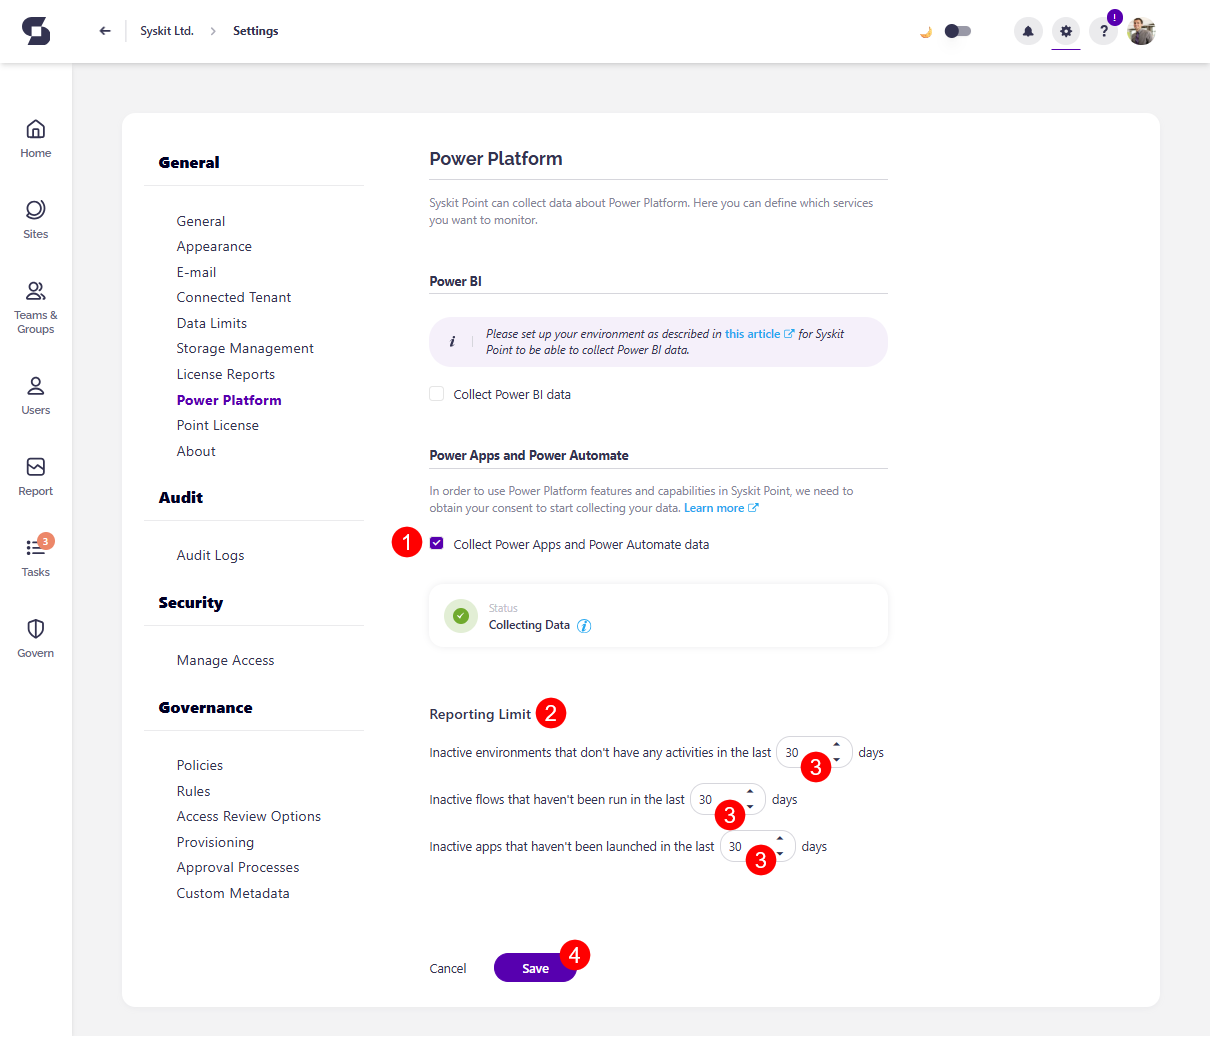 Syskit Ltd. > Settings
!
?
Home
Sites
Teams &
Groups
Users
Report
3
Tasks
Govern
General
General
Appearance
E-mail
Connected Tenant
Data Limits
Storage Management
License Reports
Power Platform
Point License
About
Audit
Audit Logs
Security
Manage Access
Governance
Policies
Rules
Access Review Options
Provisioning
Approval Processes
Custom Metadata
Power Platform
Syskit Point can collect data about Power Platform. Here you can define which services
you want to monitor.
Power BI
i
Please set up your environment as described in this article for Syskit
Point to be able to collect Power BI data.
Collect Power BI data
Power Apps and Power Automate
In order to use Power Platform features and capabilities in Syskit Point, we need to
obtain your consent to start collecting your data. Learn more
1 Collect Power Apps and Power Automate data
Status
Collecting Data i
Reporting Limit 2
Inactive environments that don't have any activities in the last 30 days
3
Inactive flows that haven't been run in the last 30 days
3
Inactive apps that haven't been launched in the last 30 days
3
Cancel Save 4